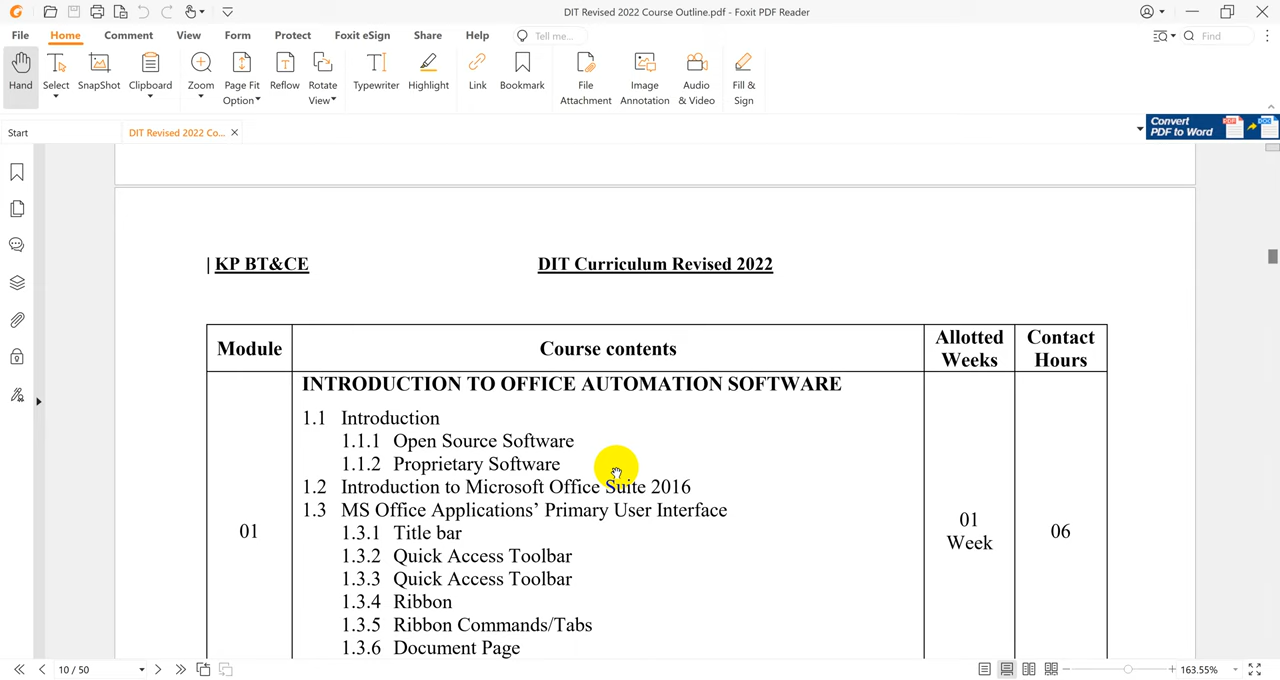 DIT Revised 2022 Course Outline.pdf - Foxit PDF Reader
File Home Comment View Form Protect Foxit eSign Share Help Tell me... Find
Hand Select SnapShot Clipboard Zoom Page Fit Option Reflow Rotate View Typewriter Highlight Link Bookmark File Attachment Image Annotation Audio & Video Fill & Sign
Start DIT Revised 2022 Co...
Convert
PDF to Word
| KP BT&CE DIT Curriculum Revised 2022
Module Course contents Allotted Weeks Contact Hours
INTRODUCTION TO OFFICE AUTOMATION SOFTWARE
1.1 Introduction
1.1.1 Open Source Software
1.1.2 Proprietary Software
1.2 Introduction to Microsoft Office Suite 2016
1.3 MS Office Applications’ Primary User Interface
01 1.3.1 Title bar 01 Week 06
1.3.2 Quick Access Toolbar
1.3.3 Quick Access Toolbar
1.3.4 Ribbon
1.3.5 Ribbon Commands/Tabs
1.3.6 Document Page
10 / 50 163.55%